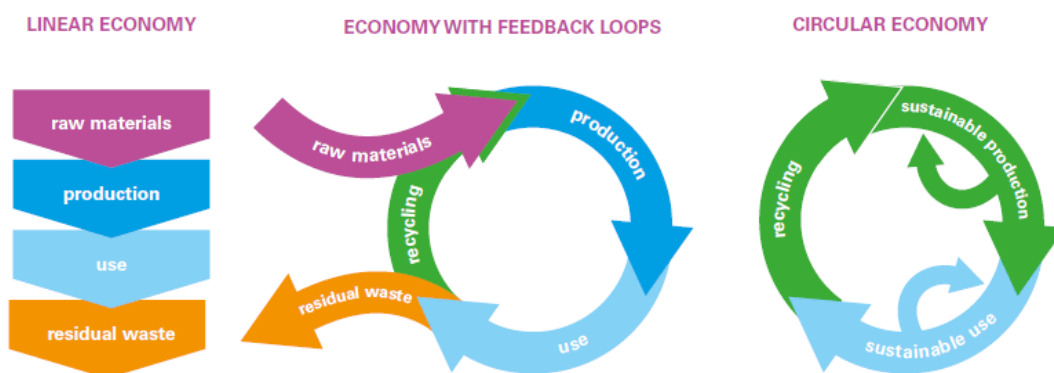 LINEAR ECONOMY
raw materials
production
use
residual waste
ECONOMY WITH FEEDBACK LOOPS
raw materials
production
recycling
residual waste
use
CIRCULAR ECONOMY
sustainable production
recycling
sustainable use